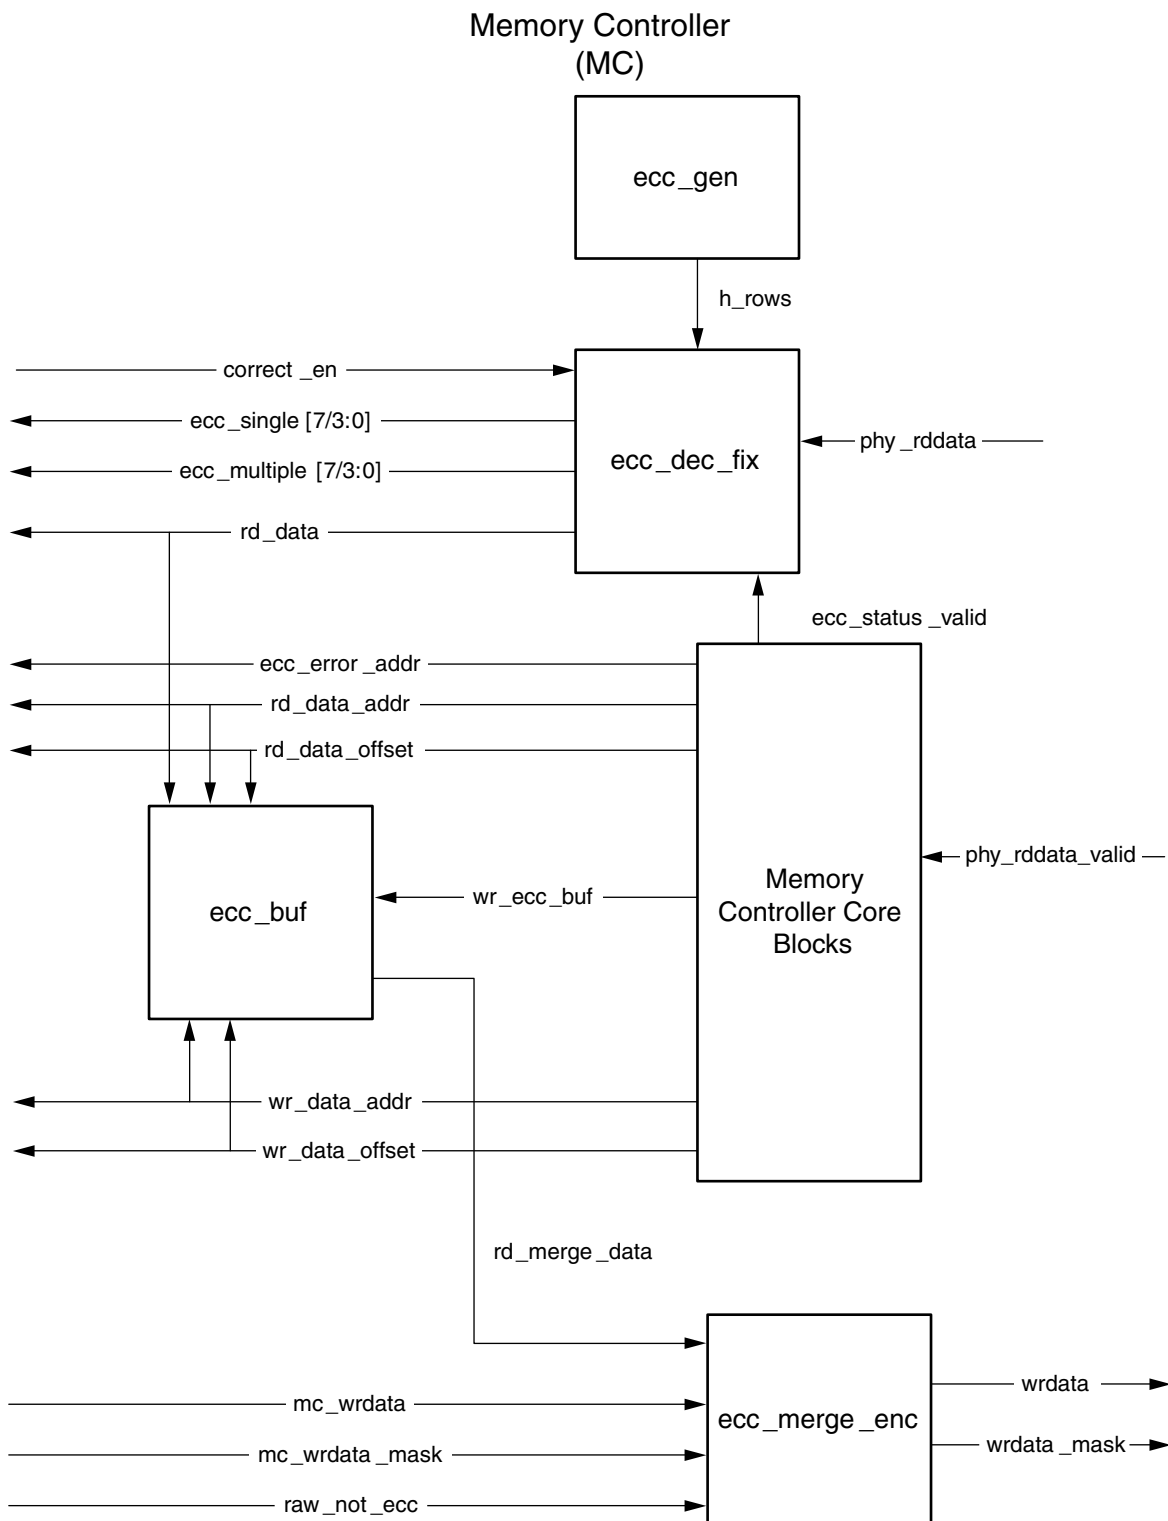 Memory Controller
(MC)
ecc_gen
h_rows
correct_en
ecc_single [7/3:0]
ecc_multiple [7/3:0]
rd_data
ecc_dec_fix
phy_rddata
ecc_status_valid
ecc_error_addr
rd_data_addr
rd_data_offset
ecc_buf
wr_ecc_buf
Memory
Controller Core
Blocks
phy_rddata_valid
wr_data_addr
wr_data_offset
rd_merge_data
mc_wrdata
mc_wrdata_mask
raw_not_ecc
ecc_merge_enc
wrdata
wrdata_mask